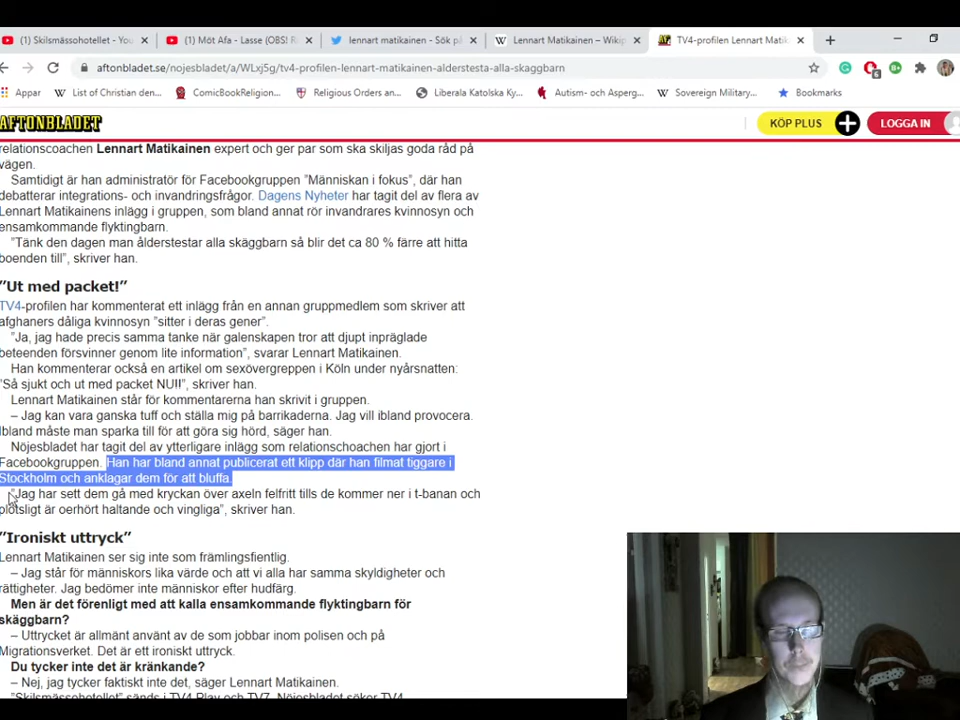 (1) Skilsmässohotellet - You
(1) Möt Afa - Lasse (OBS! R
lennart matikainen - Sök på
Lennart Matikainen – Wikip
TV4-profilen Lennart Matik
aftonbladet.se/nojesbladet/a/WLxj5g/tv4-profilen-lennart-matikainen-alderstesta-alla-skaggbarn
Appar
List of Christian den...
ComicBookReligion...
Religious Orders an...
Liberala Katolska Ky...
Autism- och Asperg...
Sovereign Military...
Bookmarks
AFTONBLADET
KÖP PLUS
LOGGA IN
relationscoachen Lennart Matikainen expert och ger par som ska skiljas goda råd på
vägen.
Samtidigt är han administratör för Facebookgruppen ”Människan i fokus”, där han
debatterar integrations- och invandringsfrågor. Dagens Nyheter har tagit del av flera av
Lennart Matikainens inlägg i gruppen, som bland annat rör invandrares kvinnosyn och
ensamkommande flyktingbarn.
”Tänk den dagen man ålderstestar alla skäggbarn så blir det ca 80 % färre att hitta
boenden till”, skriver han.
”Ut med packet!”
TV4-profilen har kommenterat ett inlägg från en annan gruppmedlem som skriver att
afghaners dåliga kvinnosyn ”sitter i deras gener”.
”Ja, jag hade precis samma tanke när galenskapen tror att djupt inpräglade
beteenden försvinner genom lite information”, svarar Lennart Matikainen.
Han kommenterar också en artikel om sexövergreppen i Köln under nyårsnatten:
”Så sjukt och ut med packet NU!!”, skriver han.
Lennart Matikainen står för kommentarerna han skrivit i gruppen.
– Jag kan vara ganska tuff och ställa mig på barrikaderna. Jag vill ibland provocera.
Ibland måste man sparka till för att göra sig hörd, säger han.
Nöjesbladet har tagit del av ytterligare inlägg som relationschoachen har gjort i
Facebookgruppen. Han har bland annat publicerat ett klipp där han filmat tiggare i
Stockholm och anklagar dem för att bluffa.
”Jag har sett dem gå med kryckan över axeln felfritt tills de kommer ner i t-banan och
plötsligt är oerhört haltande och vingliga”, skriver han.
”Ironiskt uttryck”
Lennart Matikainen ser sig inte som främlingsfientlig.
– Jag står för människors lika värde och att vi alla har samma skyldigheter och
rättigheter. Jag bedömer inte människor efter hudfärg.
Men är det förenligt med att kalla ensamkommande flyktingbarn för
skäggbarn?
– Uttrycket är allmänt använt av de som jobbar inom polisen och på
Migrationsverket. Det är ett ironiskt uttryck.
Du tycker inte det är kränkande?
– Nej, jag tycker faktiskt inte det, säger Lennart Matikainen.
”Skilsmässohotellet” sänds i TV4 Play och TV7. Nöjesbladet söker TV4